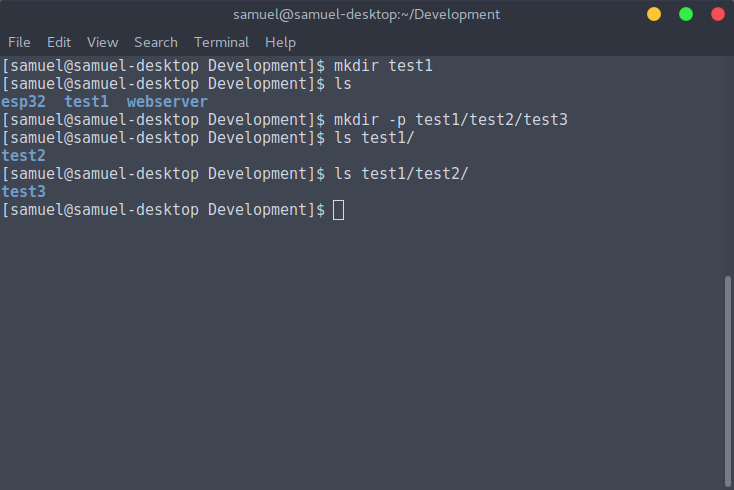 samuel@samuel-desktop:~/Development
File Edit View Search Terminal Help
[samuel@samuel-desktop Development]$ mkdir test1
[samuel@samuel-desktop Development]$ ls
esp32  test1  webserver
[samuel@samuel-desktop Development]$ mkdir -p test1/test2/test3
[samuel@samuel-desktop Development]$ ls test1/
test2
[samuel@samuel-desktop Development]$ ls test1/test2/
test3
[samuel@samuel-desktop Development]$